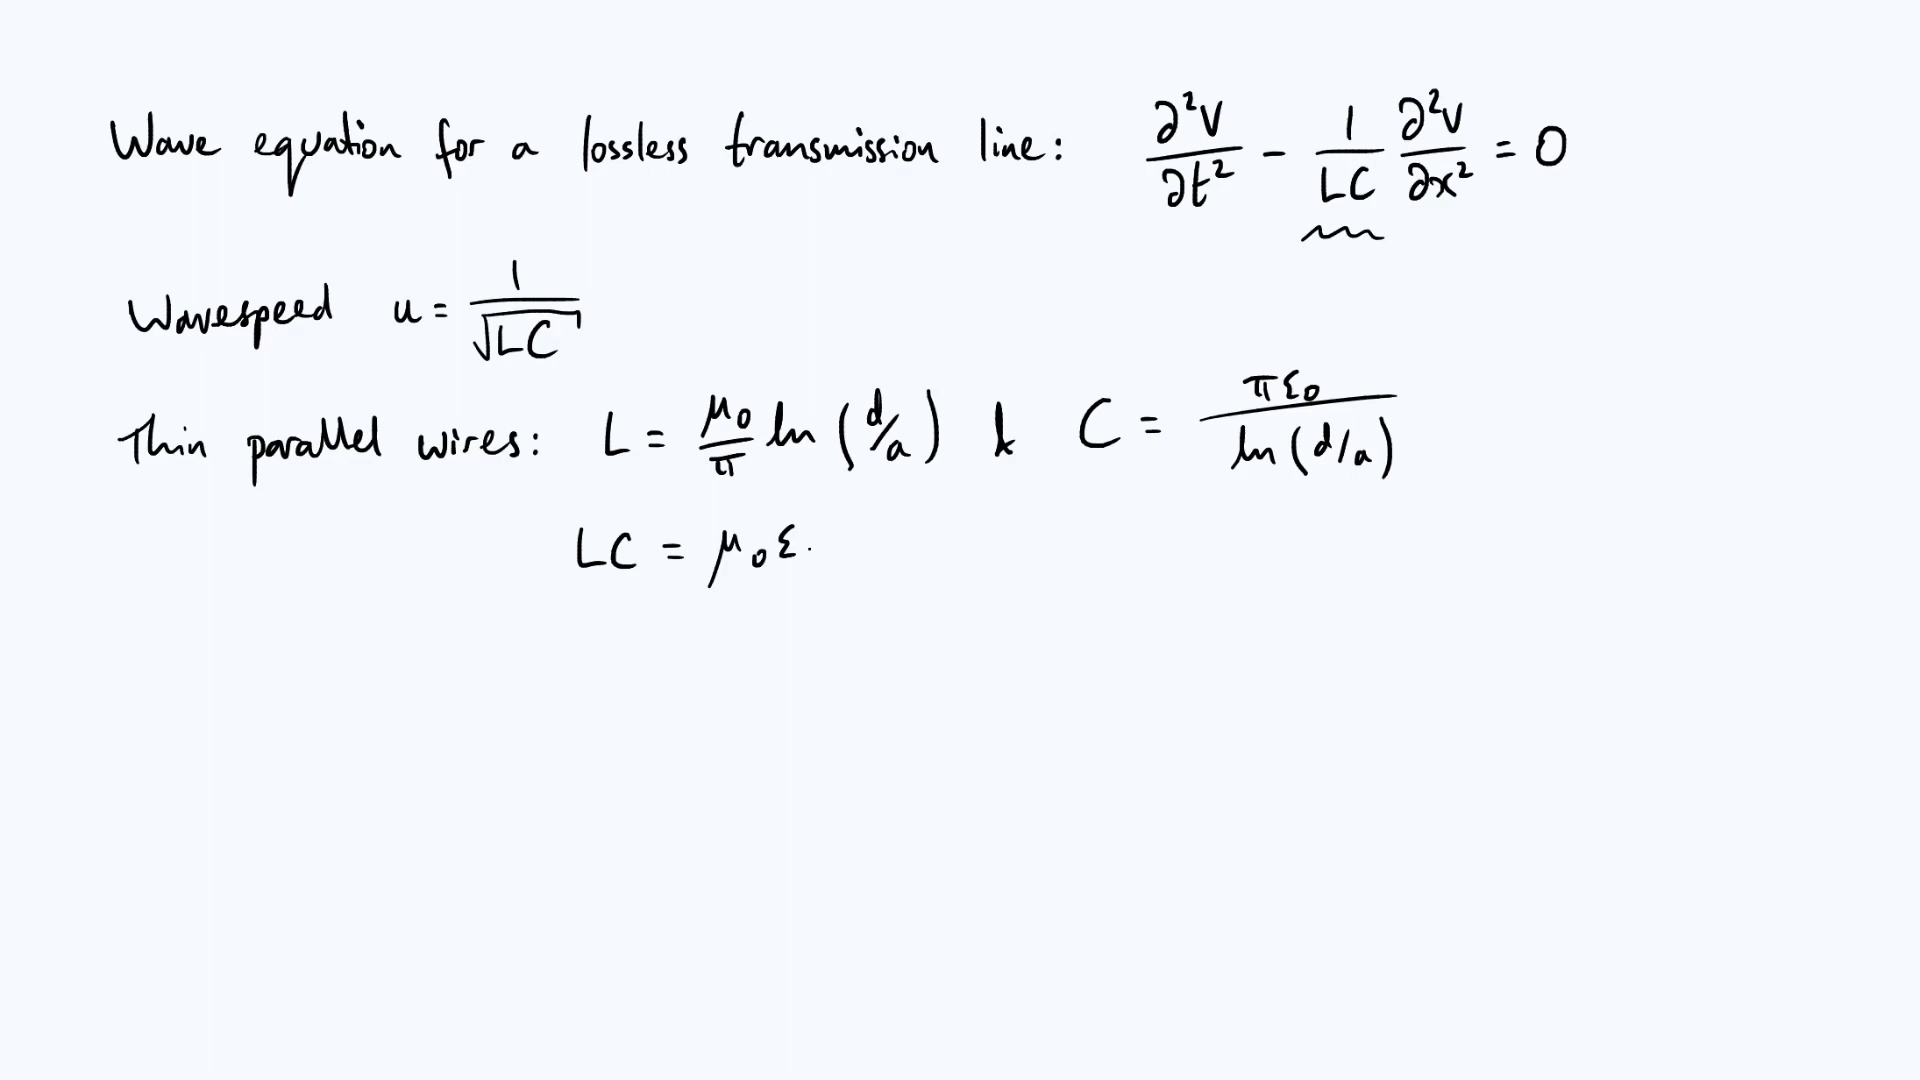 Wave equation for a lossless transmission line: ∂²V/∂t² - 1/LC ∂²V/∂x² = 0
Wavespeed u = 1/√LC
Thin parallel wires: L = μ₀/π ln (d/a) & C = πε₀/ln (d/a)
LC = μ₀ε